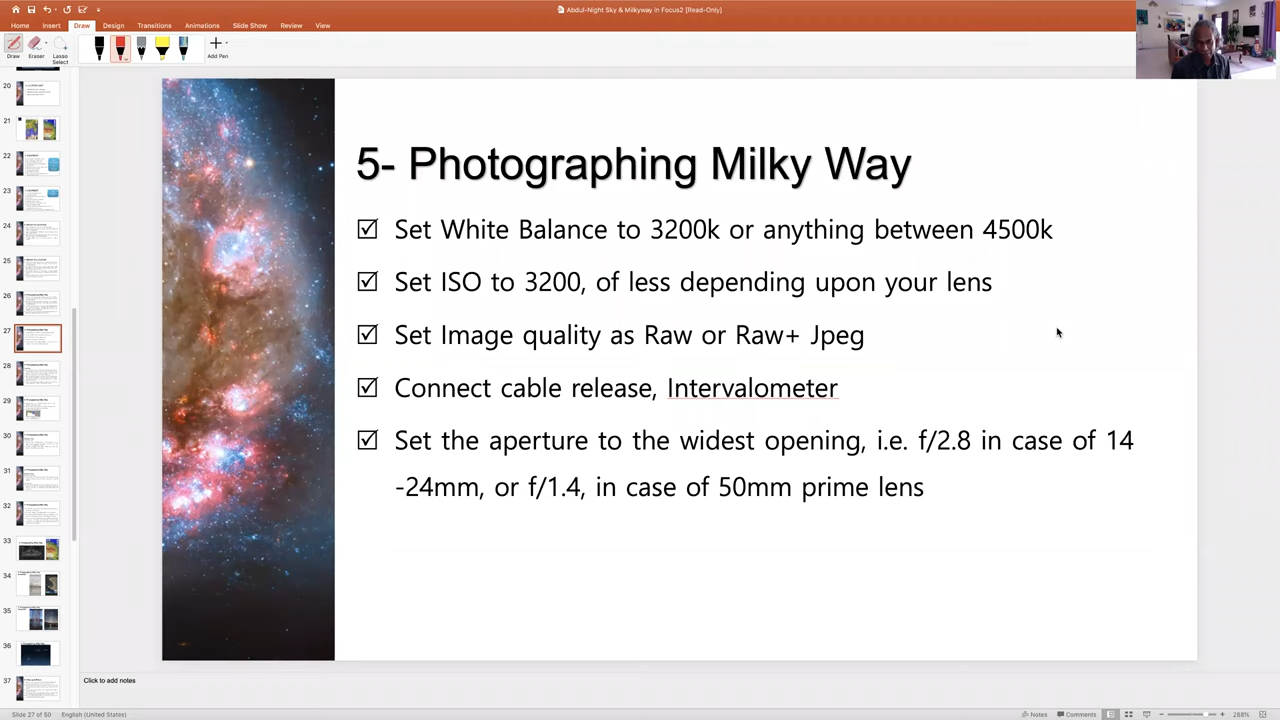 Abdul-Night Sky & Milkyway in Focus2 [Read-Only]
Home Insert Draw Design Transitions Animations Slide Show Review View
Draw Eraser Lasso Select Add Pen
5- Photographing Milky Way
☑ Set White Balance to 3200k or anything between 4500k
☑ Set ISO to 3200, of less depending upon your lens
☑ Set Image quality as Raw or Raw+ Jpeg
☑ Connect cable release, Intervalometer
☑ Set the aperture to the widest opening, i.e. f/2.8 in case of 14
-24mm, or f/1.4, in case of 50mm prime lens
37
Click to add notes
Slide 27 of 50 English (United States) Notes Comments 288%